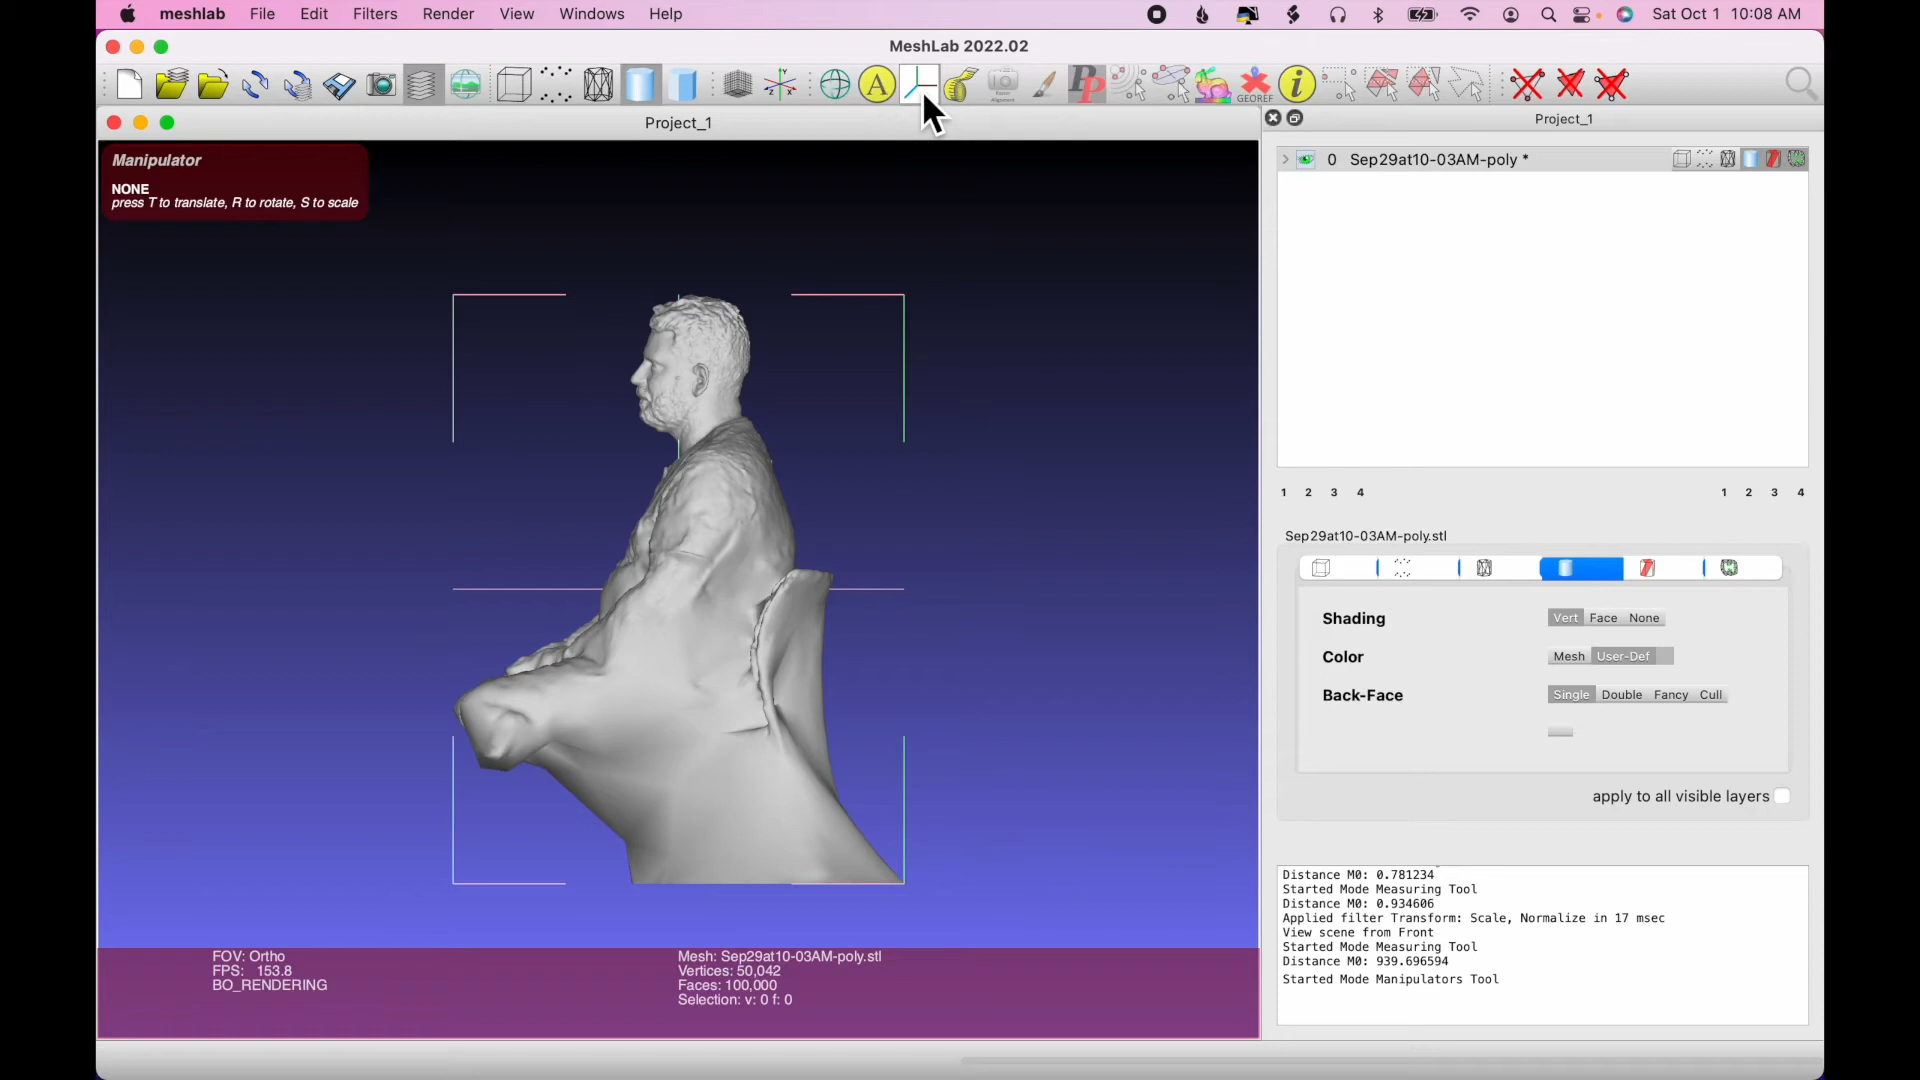 meshlab File Edit Filters Render View Windows Help Sat Oct 1 10:08 AM
MeshLab 2022.02
A PP GEOREF i
Project_1
Project_1
Manipulator
NONE
press T to translate, R to rotate, S to scale
0 Sep29at10-03AM-poly *
1 2 3 4 1 2 3 4
Sep29at10-03AM-poly.stl
Shading Vert Face None
Color Mesh User-Def
Back-Face Single Double Fancy Cull
apply to all visible layers
Distance M0: 0.781234
Started Mode Measuring Tool
Distance M0: 0.934606
Applied filter Transform: Scale, Normalize in 17 msec
View scene from Front
Started Mode Measuring Tool
Distance M0: 939.696594
Started Mode Manipulators Tool
FOV: Ortho
FPS: 153.8
BO_RENDERING
Mesh: Sep29at10-03AM-poly.stl
Vertices: 50,042
Faces: 100,000
Selection: v: 0 f: 0